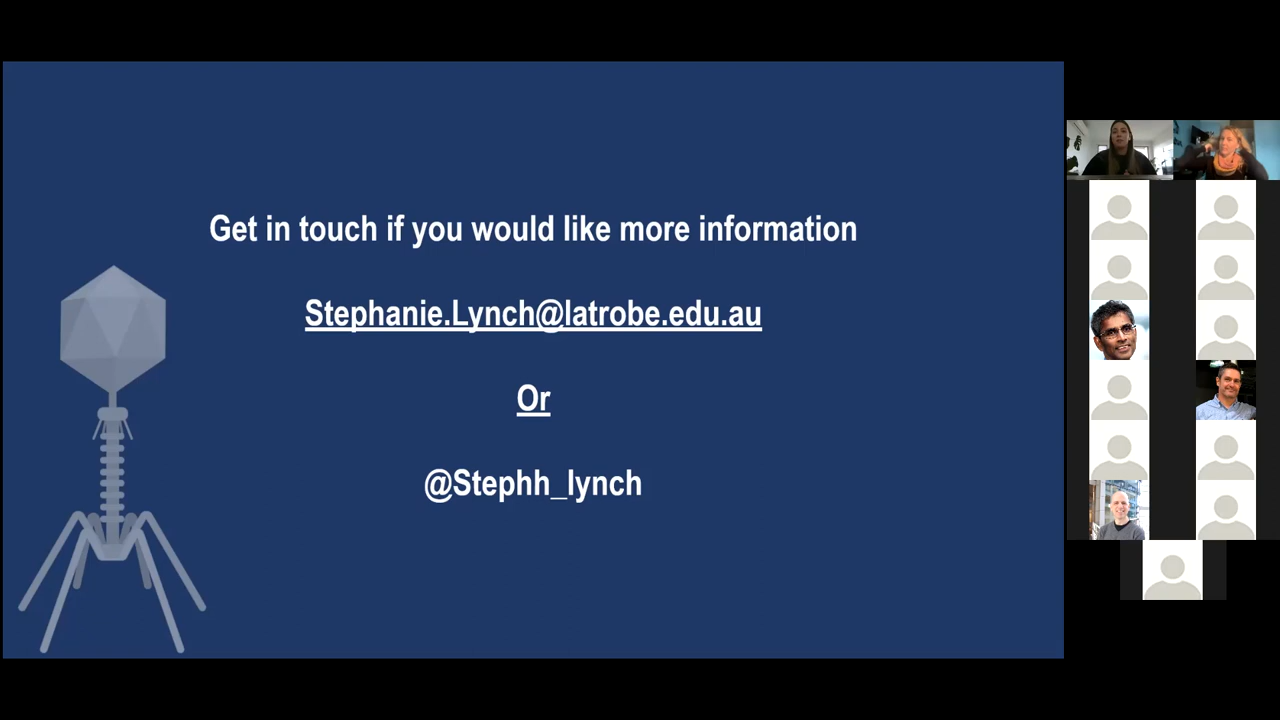 Get in touch if you would like more information
Stephanie.Lynch@latrobe.edu.au
Or
@Stephh_lynch